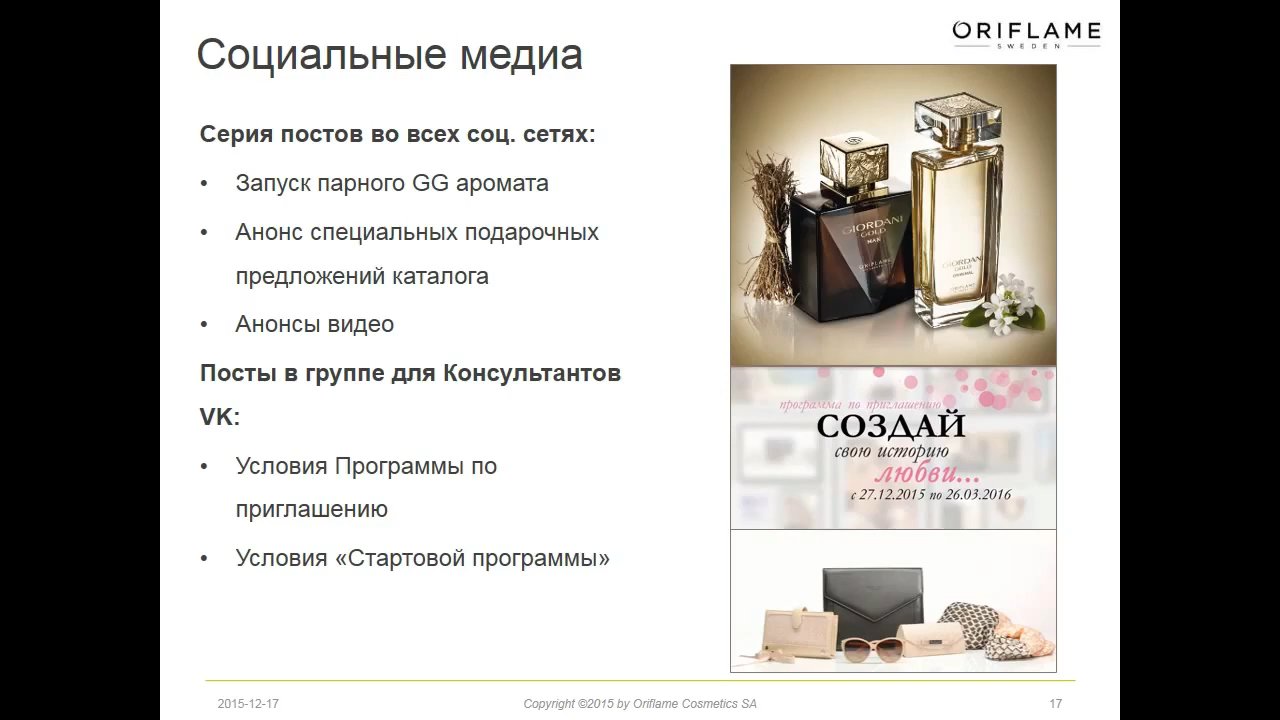 Социальные медиа
ORIFLAME
SWEDEN
Серия постов во всех соц. сетях:
• Запуск парного GG аромата
• Анонс специальных подарочных
предложений каталога
• Анонсы видео
Посты в группе для Консультантов
VK:
• Условия Программы по
приглашению
• Условия «Стартовой программы»
GIORDANI
GOLD
MAN
ORIFLAME
GIORDANI
GOLD
ORIGINAL
программа по приглашению
СОЗДАЙ
свою историю
любви...
с 27.12.2015 по 26.03.2016
2015-12-17
Copyright ©2015 by Oriflame Cosmetics SA
17